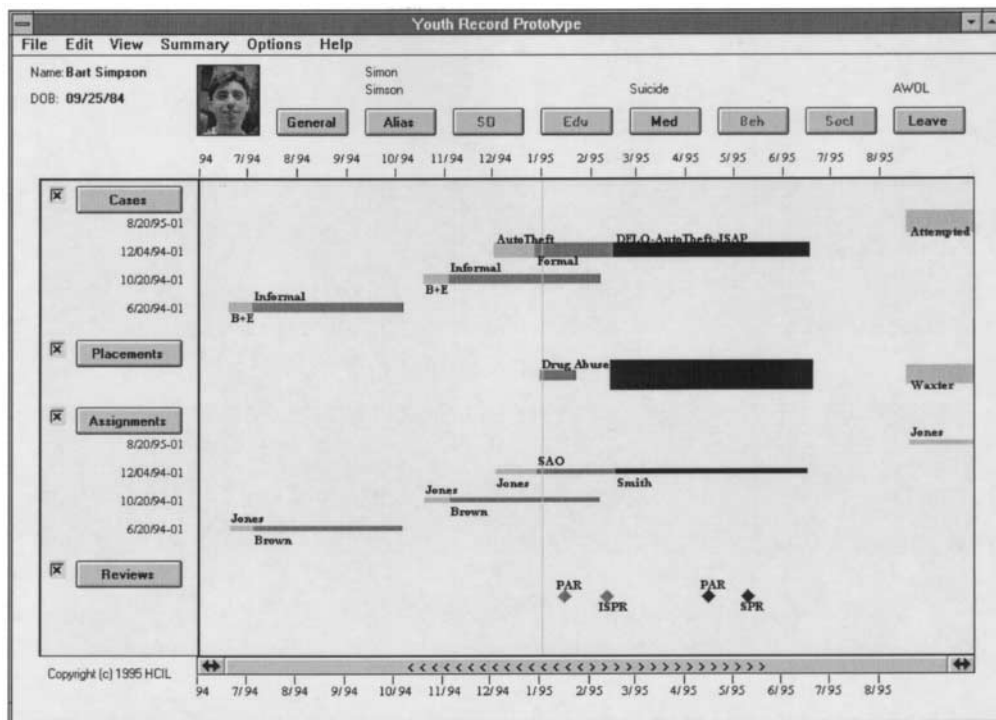 Youth Record Prototype
File Edit View Summary Options Help
Name: Bart Simpson
DOB: 09/25/84
Simon
Simson
Suicide
AWOL
General Alias SD Edu Med Beh Socl Leave
94 7/94 8/94 9/94 10/94 11/94 12/94 1/95 2/95 3/95 4/95 5/95 6/95 7/95 8/95
Cases
8/20/95-01
Attempted
AutoTheft DELQ-AutoTheft-JSAP
12/04/94-01
Formal
Informal
10/20/94-01
B+E
Informal
6/20/94-01
B+E
Placements
Drug Abuse
Waxter
Assignments
Jones
8/20/95-01
SAO
12/04/94-01
Jones Smith
Jones
10/20/94-01
Brown
Jones
6/20/94-01
Brown
Reviews
PAR PAR
ISPR SPR
Copyright (c) 1995 HCIL
<<<<<<<<<<<<<>>>>>>>>>>>>>
94 7/94 8/94 9/94 10/94 11/94 12/94 1/95 2/95 3/95 4/95 5/95 6/95 7/95 8/95